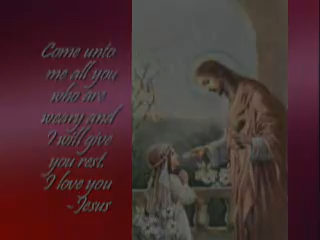 Come unto
me all you
who are
weary and
I will give
you rest.
I love you
~Jesus